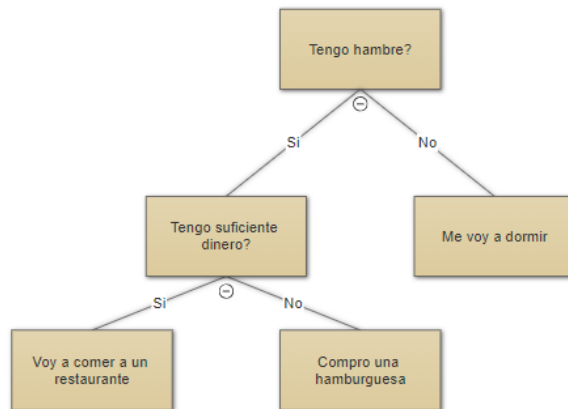 Tengo hambre?
Si
No
Tengo suficiente
dinero?
Me voy a dormir
Si
No
Voy a comer a un
restaurante
Compro una
hamburguesa